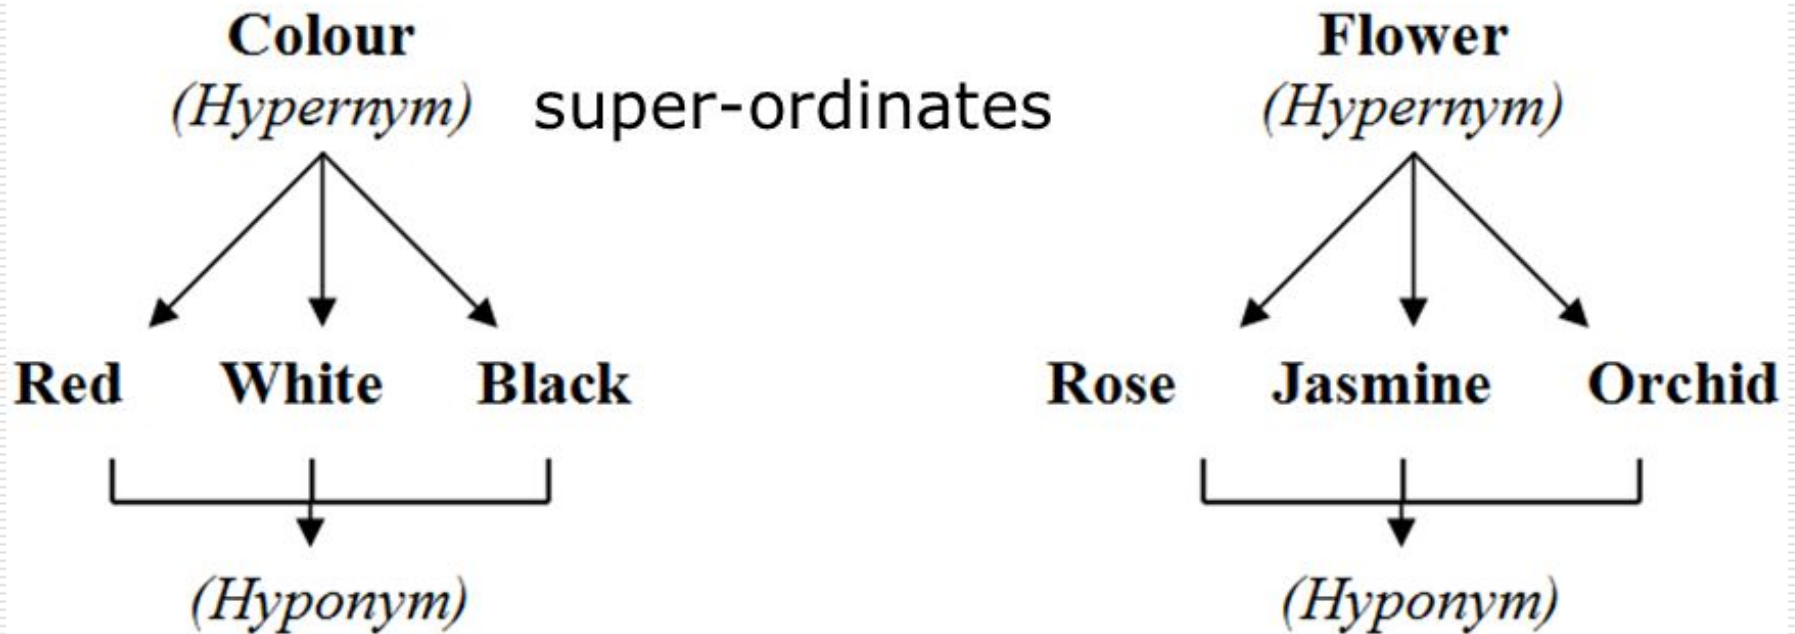 Colour
(Hypernym)
super-ordinates
Flower
(Hypernym)
Red White Black
Rose Jasmine Orchid
(Hyponym)
(Hyponym)